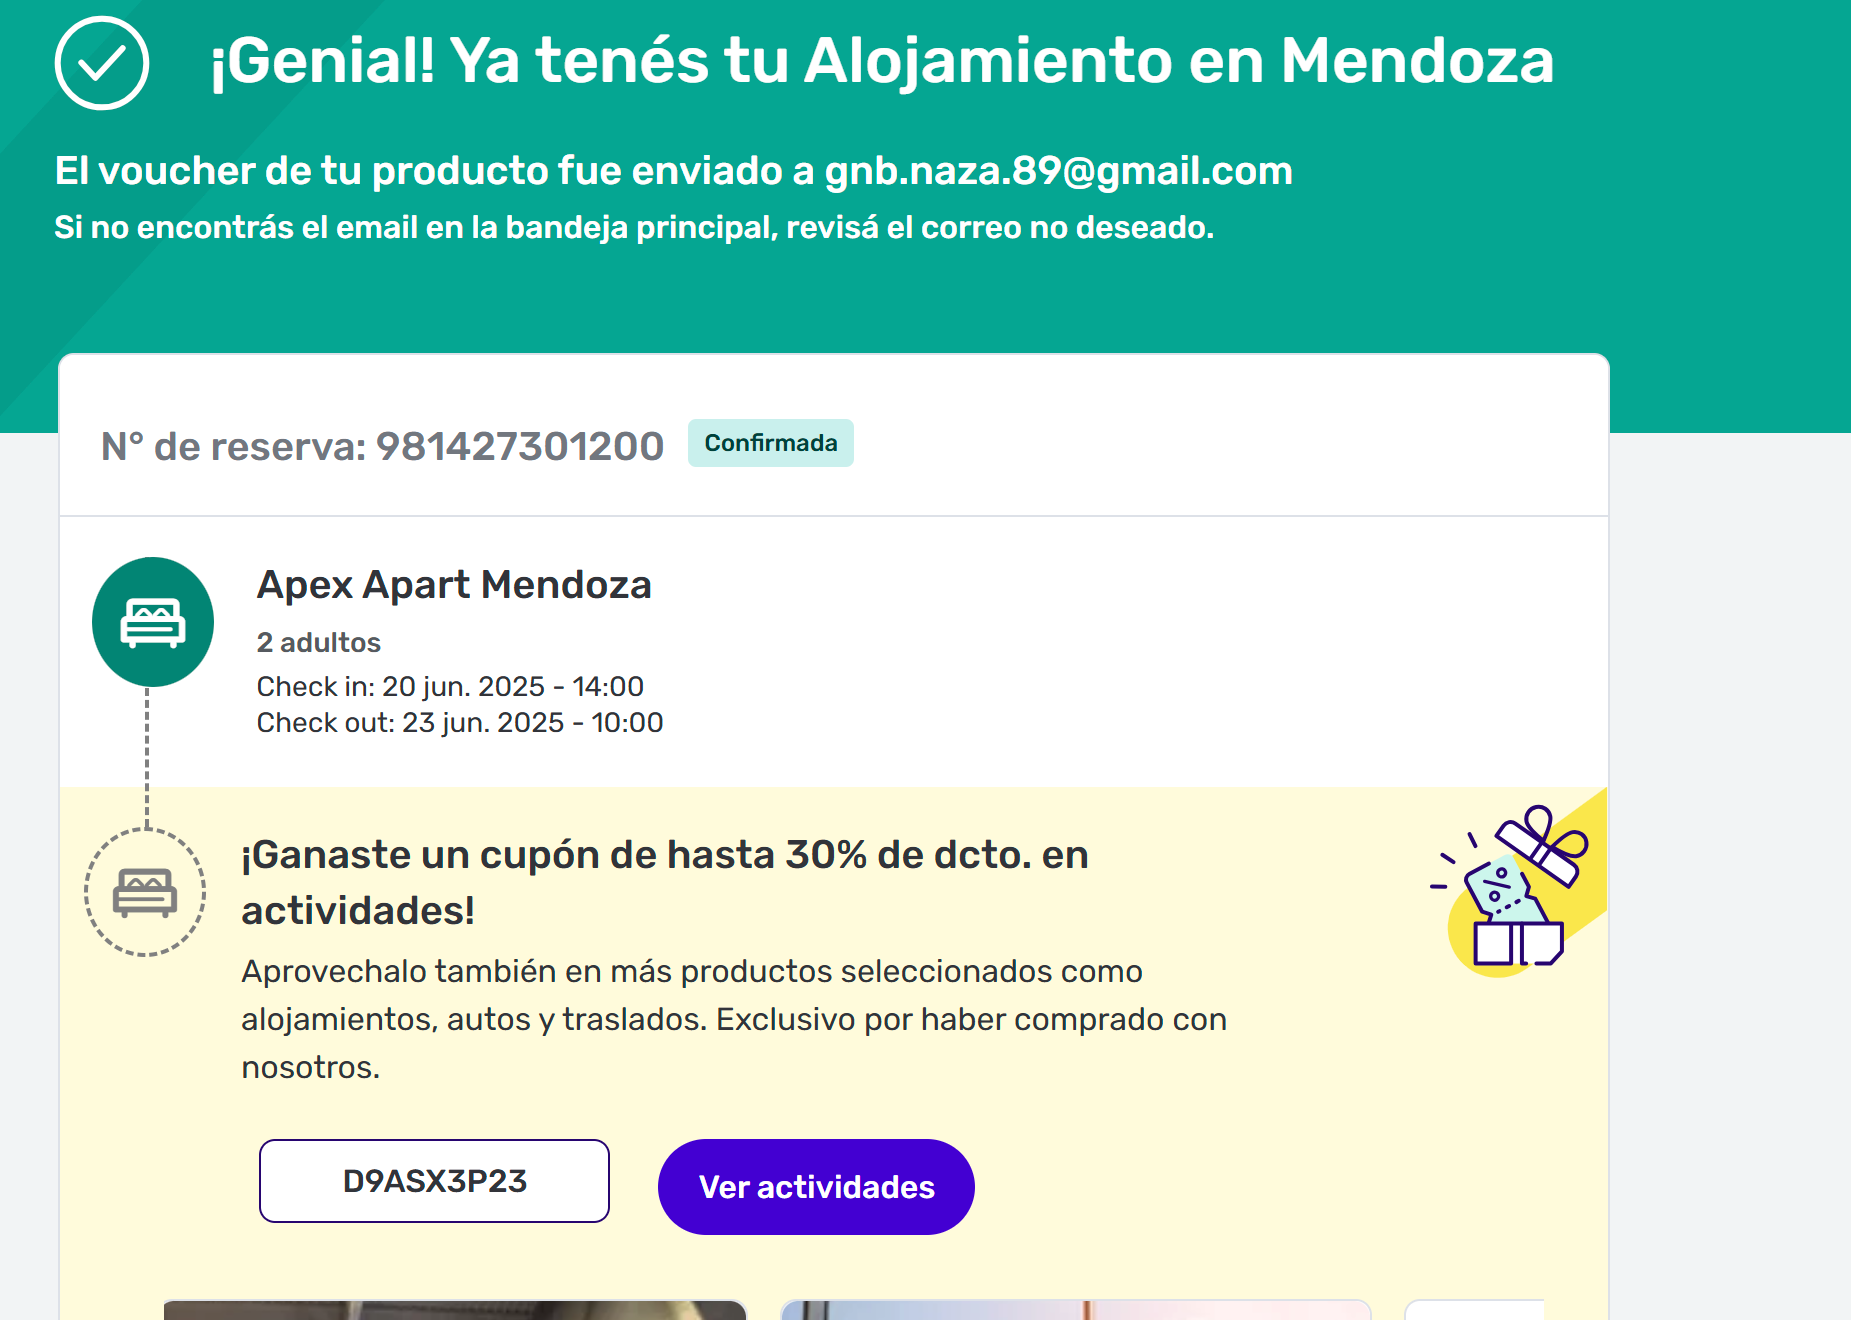 ¡Genial! Ya tenés tu Alojamiento en Mendoza
El voucher de tu producto fue enviado a gnb.naza.89@gmail.com
Si no encontrás el email en la bandeja principal, revisá el correo no deseado.
N° de reserva: 981427301200
Confirmada
Apex Apart Mendoza
2 adultos
Check in: 20 jun. 2025 - 14:00
Check out: 23 jun. 2025 - 10:00
¡Ganaste un cupón de hasta 30% de dcto. en
actividades!
Aprovechalo también en más productos seleccionados como
alojamientos, autos y traslados. Exclusivo por haber comprado con
nosotros.
D9ASX3P23
Ver actividades